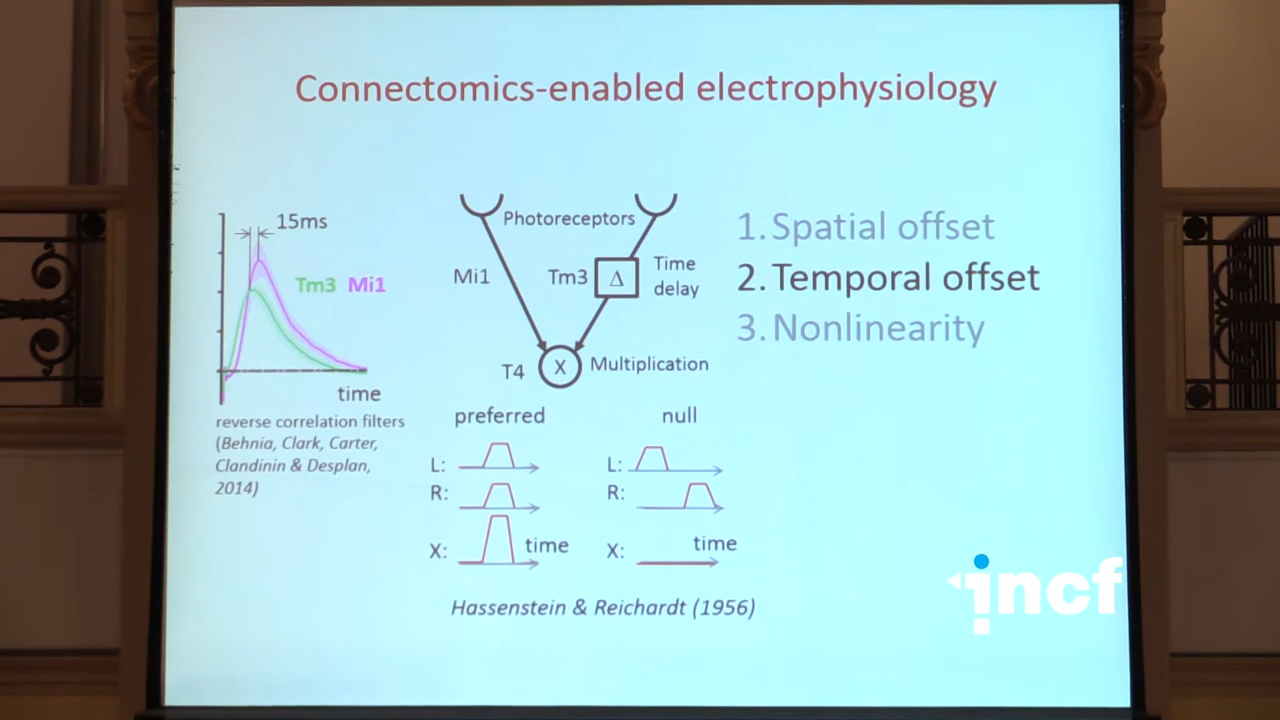 Connectomics-enabled electrophysiology
15ms
Tm3 Mi1
time
reverse correlation filters
(Behnia, Clark, Carter,
Clandinin & Desplan,
2014)
Photoreceptors
Mi1
Tm3
Δ
Time
delay
T4
X
Multiplication
preferred
L:
R:
X:
time
null
L:
R:
X:
time
Hassenstein & Reichardt (1956)
1. Spatial offset
2. Temporal offset
3. Nonlinearity
incf